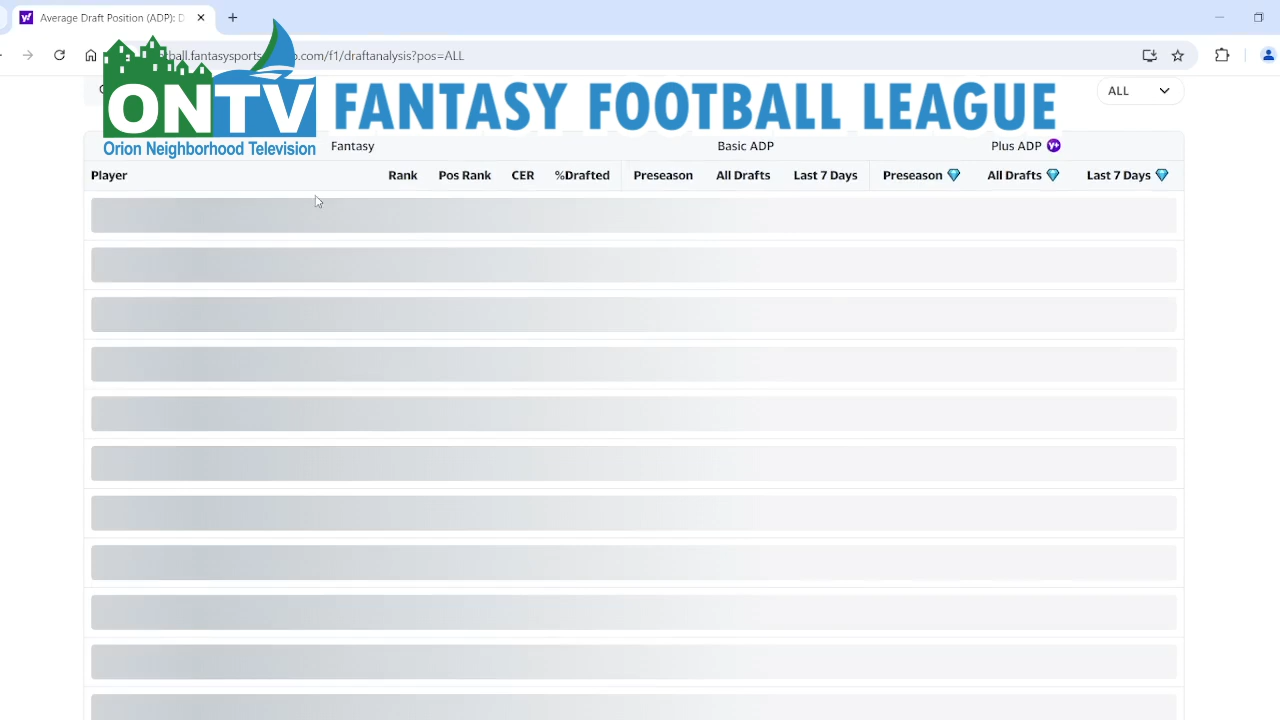 Average Draft Position (ADP): D
ball.fantasysports
o.com/f1/draftanalysis?pos=ALL
ONTV
Orion Neighborhood Television
FANTASY FOOTBALL LEAGUE
ALL
Fantasy
Basic ADP
Plus ADP y+
Player
Rank
Pos Rank
CER
%Drafted
Preseason
All Drafts
Last 7 Days
Preseason
All Drafts
Last 7 Days